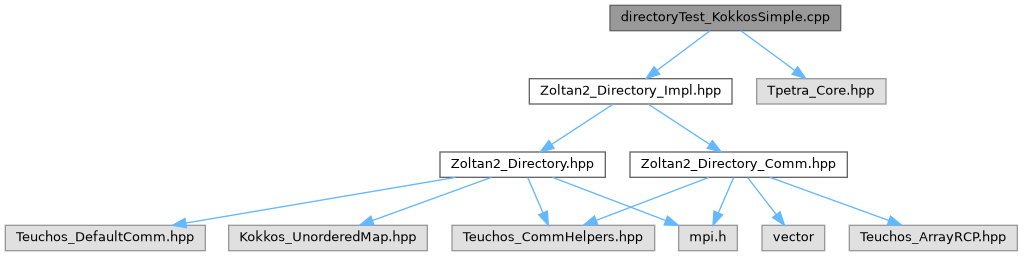 directoryTest_KokkosSimple.cpp
Zoltan2_Directory_Impl.hpp
Tpetra_Core.hpp
Zoltan2_Directory.hpp
Zoltan2_Directory_Comm.hpp
Teuchos_DefaultComm.hpp
Kokkos_UnorderedMap.hpp
Teuchos_CommHelpers.hpp
mpi.h
vector
Teuchos_ArrayRCP.hpp